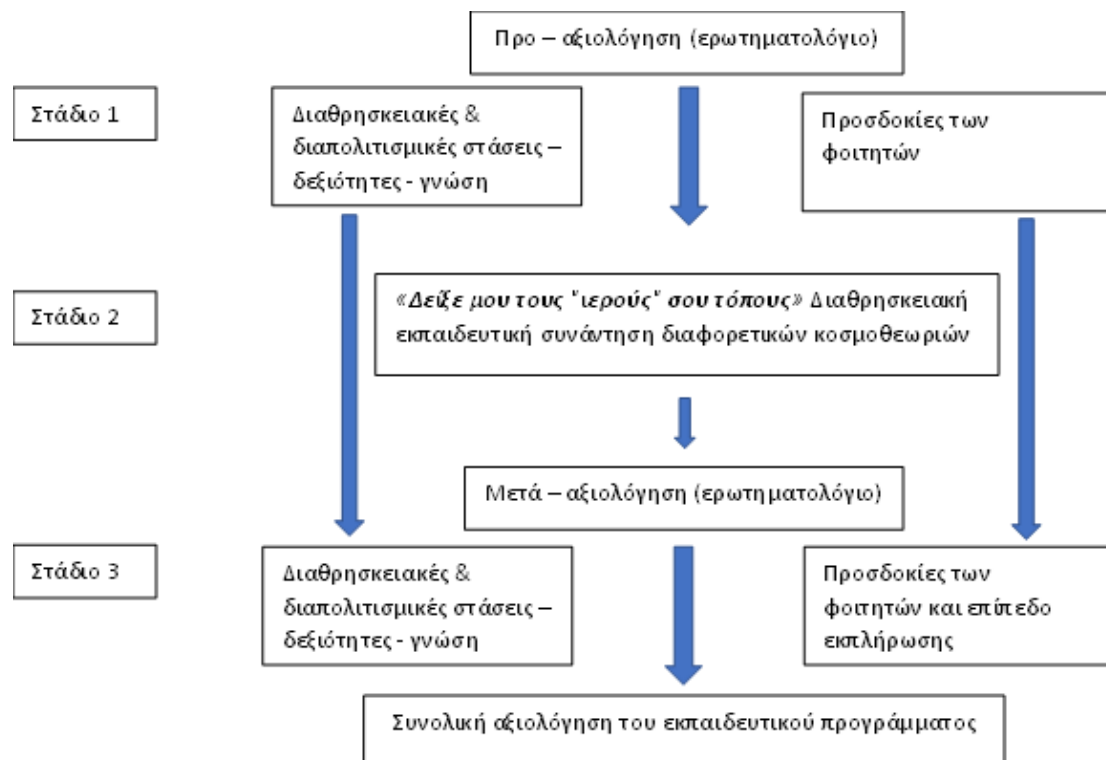 Προ – αξιολόγηση (ερωτηματολόγιο)
Στάδιο 1
Διαθρησκειακές &
διαπολιτισμικές στάσεις –
δεξιότητες - γνώση
Προσδοκίες των
φοιτητών
Στάδιο 2
«Δείξε μου τους "ιερούς" σου τόπους» Διαθρησκειακή
εκπαιδευτική συνάντηση διαφορετικών κοσμοθεωριών
Μετά – αξιολόγηση (ερωτηματολόγιο)
Στάδιο 3
Διαθρησκειακές &
διαπολιτισμικές στάσεις –
δεξιότητες - γνώση
Προσδοκίες των
φοιτητών και επίπεδο
εκπλήρωσης
Συνολική αξιολόγηση του εκπαιδευτικού προγράμματος